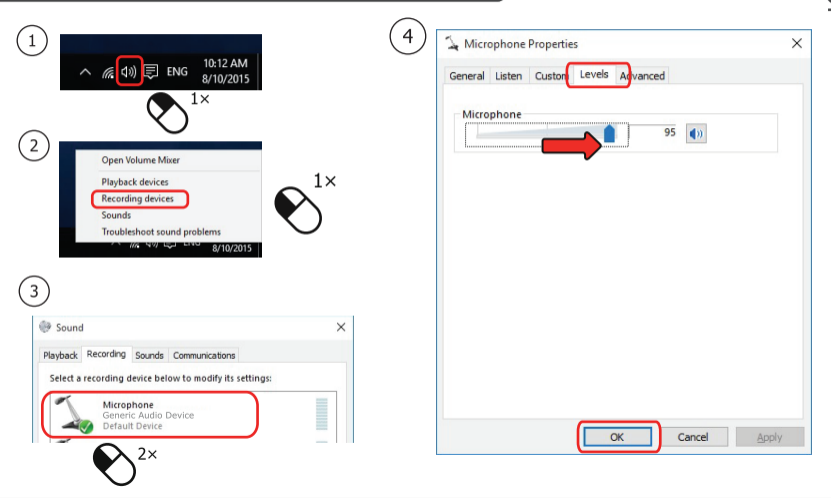 1
ENG
10:12 AM
8/10/2015
1×
2
Open Volume Mixer
Playback devices
Recording devices
Sounds
Troubleshoot sound problems
8/10/2015
1×
3
Sound
Playback Recording Sounds Communications
Select a recording device below to modify its settings:
Microphone
Generic Audio Device
Default Device
2×
4
Microphone Properties
General Listen Custom Levels Advanced
Microphone
95
OK Cancel Apply